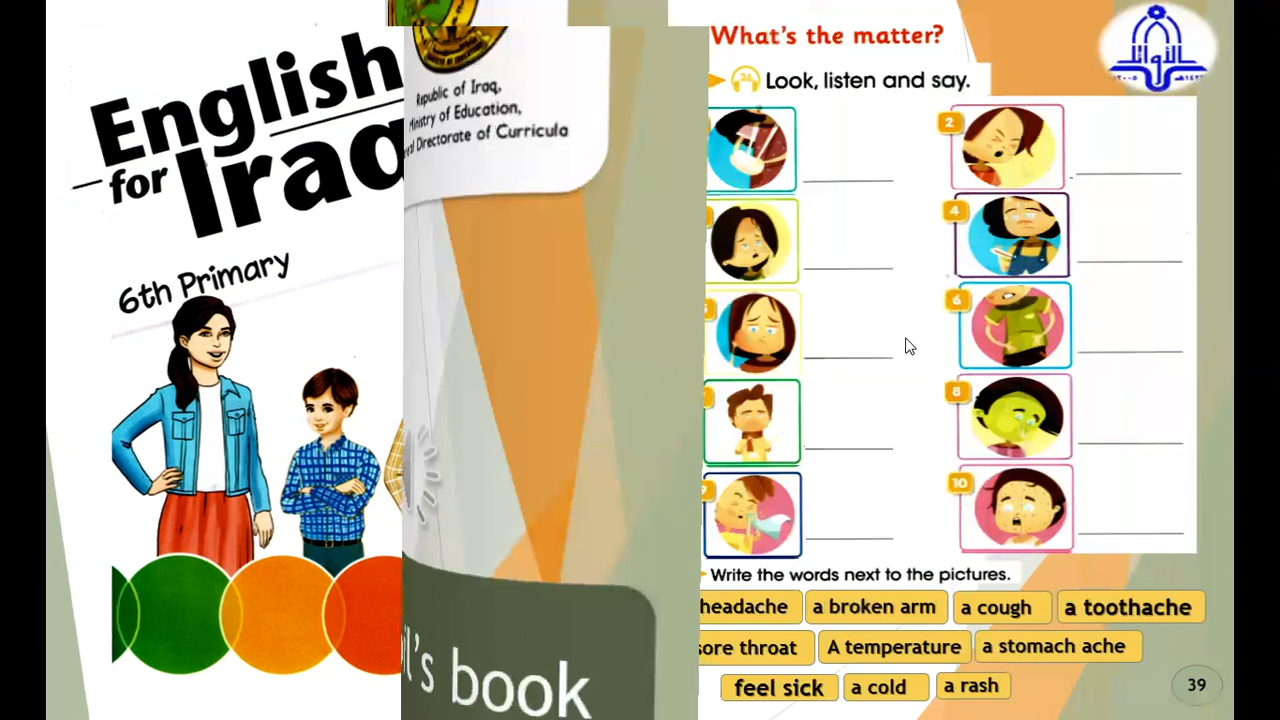 English
for Iraq
6th Primary
Republic of Iraq,
Ministry of Education,
Directorate of Curricula
book
What's the matter?
Look, listen and say.
2
4
6
8
9
10
Write the words next to the pictures.
headache
a broken arm
a cough
a toothache
sore throat
A temperature
a stomach ache
feel sick
a cold
a rash
39
الأوائل